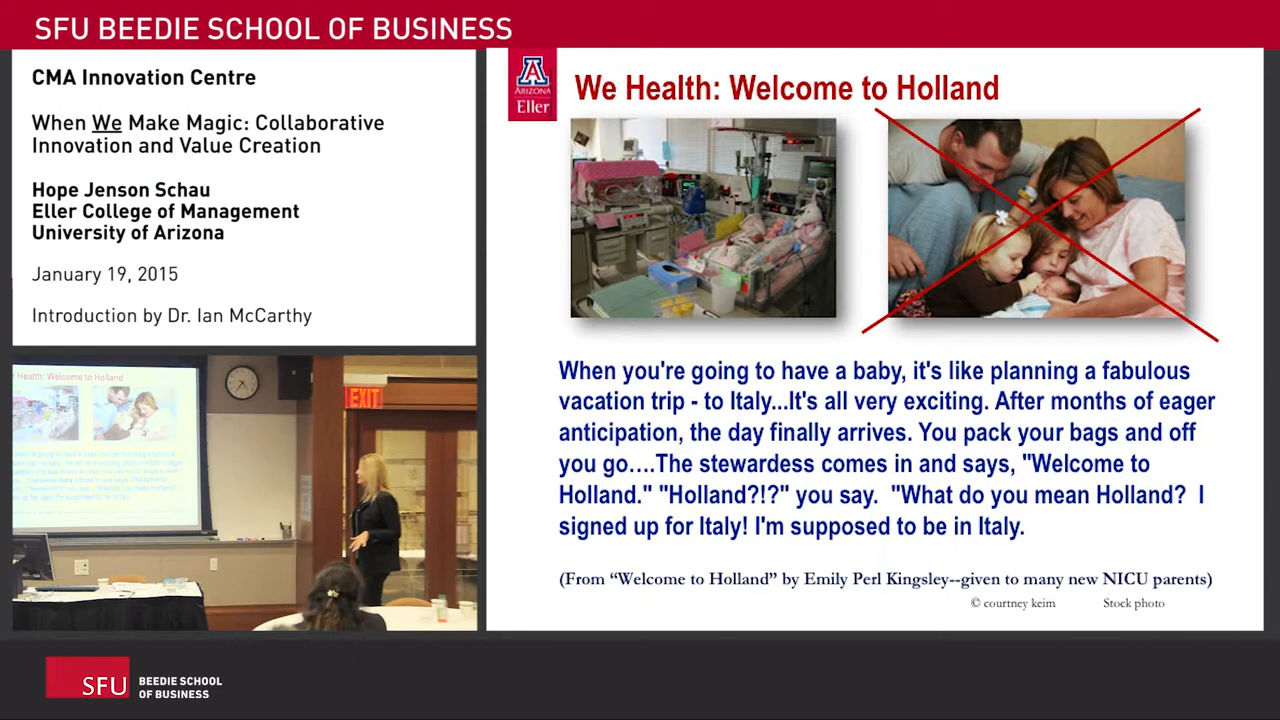 SFU BEEDIE SCHOOL OF BUSINESS
CMA Innovation Centre
When We Make Magic: Collaborative
Innovation and Value Creation
Hope Jenson Schau
Eller College of Management
University of Arizona
January 19, 2015
Introduction by Dr. Ian McCarthy
Health: Welcome to Holland
EXIT
A
ARIZONA
Eller
We Health: Welcome to Holland
When you're going to have a baby, it's like planning a fabulous
vacation trip - to Italy...It's all very exciting. After months of eager
anticipation, the day finally arrives. You pack your bags and off
you go….The stewardess comes in and says, "Welcome to
Holland." "Holland?!?" you say.  "What do you mean Holland?  I
signed up for Italy! I'm supposed to be in Italy.
(From “Welcome to Holland” by Emily Perl Kingsley--given to many new NICU parents)
© courtney keim Stock photo
SFU BEEDIE SCHOOL
OF BUSINESS